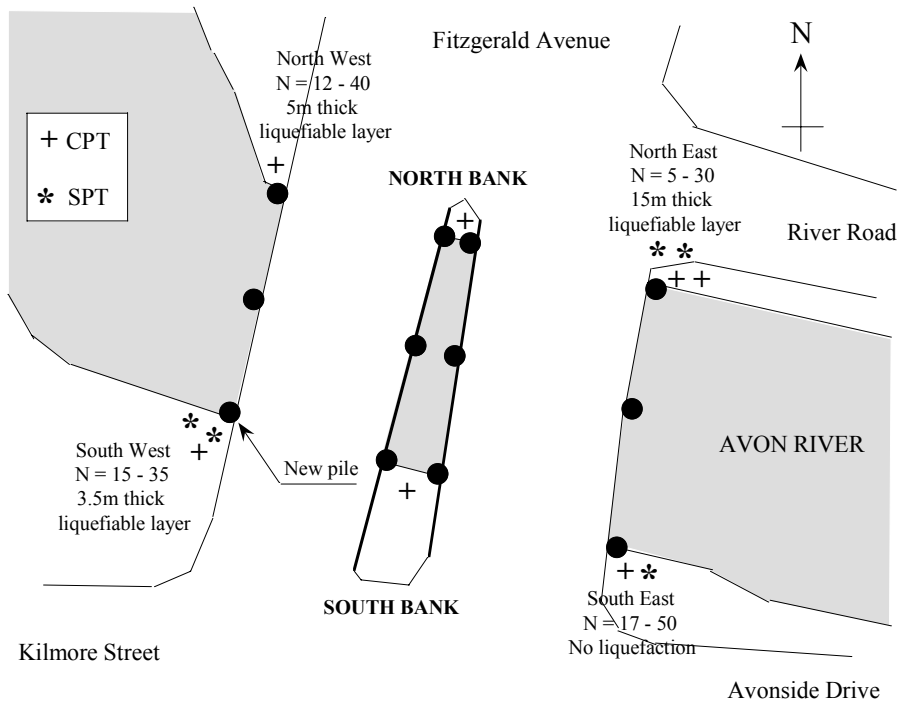 Fitzgerald Avenue
N
North West
N = 12 - 40
5m thick
liquefiable layer
+ CPT
* SPT
North East
N = 5 - 30
15m thick
liquefiable layer
NORTH BANK
River Road
AVON RIVER
South West
N = 15 - 35
3.5m thick
liquefiable layer
New pile
SOUTH BANK
South East
N = 17 - 50
No liquefaction
Kilmore Street
Avonside Drive